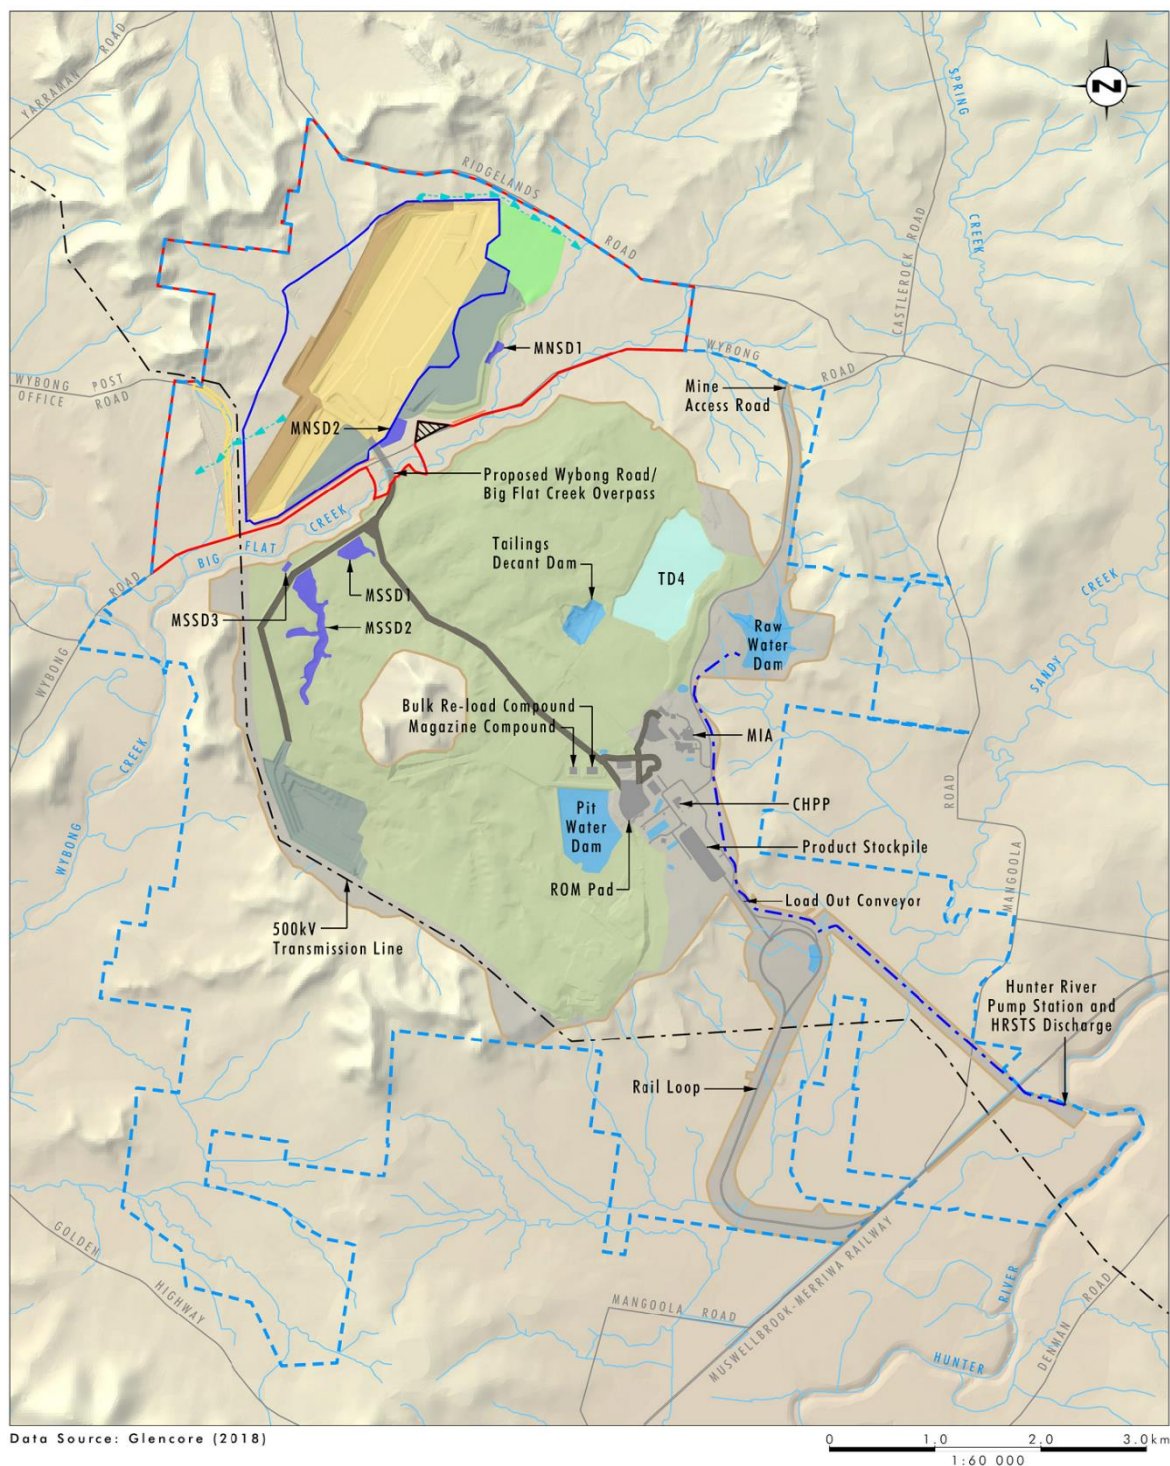 YARRAMAN ROAD
SPRING
CREEK
N
RIDGELANDS
ROAD
CASTLEROCK ROAD
MNSD1
WYBONG
ROAD
WYBONG POST
OFFICE ROAD
Mine
Access Road
MNSD2
Proposed Wybong Road/
Big Flat Creek Overpass
BIG FLAT CREEK
Tailings
Decant Dam
TD4
ROAD
MSSD1
MSSD3
MSSD2
CREEK
SANDY
Raw
Water
Dam
WYBONG
Bulk Re-load Compound
Magazine Compound
MIA
CREEK
ROAD
CHPP
Pit
Water
Dam
WYBONG
Product Stockpile
MANGOOLA
ROM Pad
Load Out Conveyor
500kV
Transmission Line
Hunter River
Pump Station and
HRSTS Discharge
Rail Loop
GOLDEN
HIGHWAY
MUSWELLBROOK-MERRIWA RAILWAY
RIVER
MANGOOLA ROAD
DENMAN ROAD
HUNTER
Data Source: Glencore (2018)
0 1.0 2.0 3.0km
1:60 000